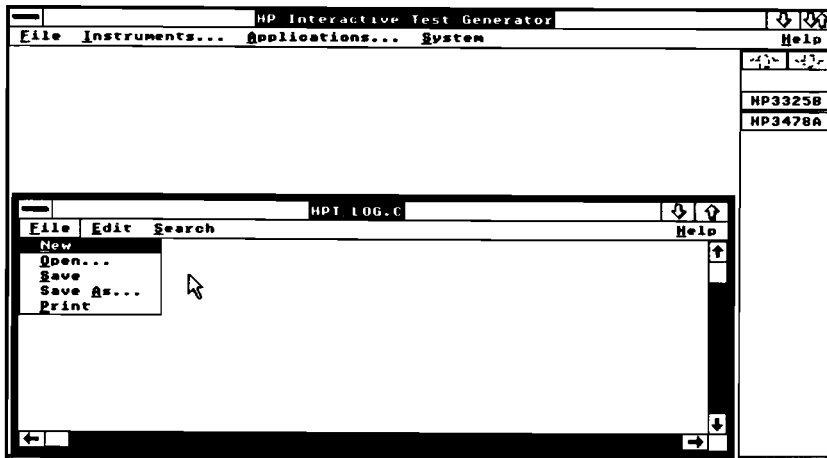 HP Interactive Test Generator
File Instruments... Applications... System Help
HP3325B
HP3478A
HPT LOG.C
File Edit Search Help
New
Open...
Save
Save As...
Print